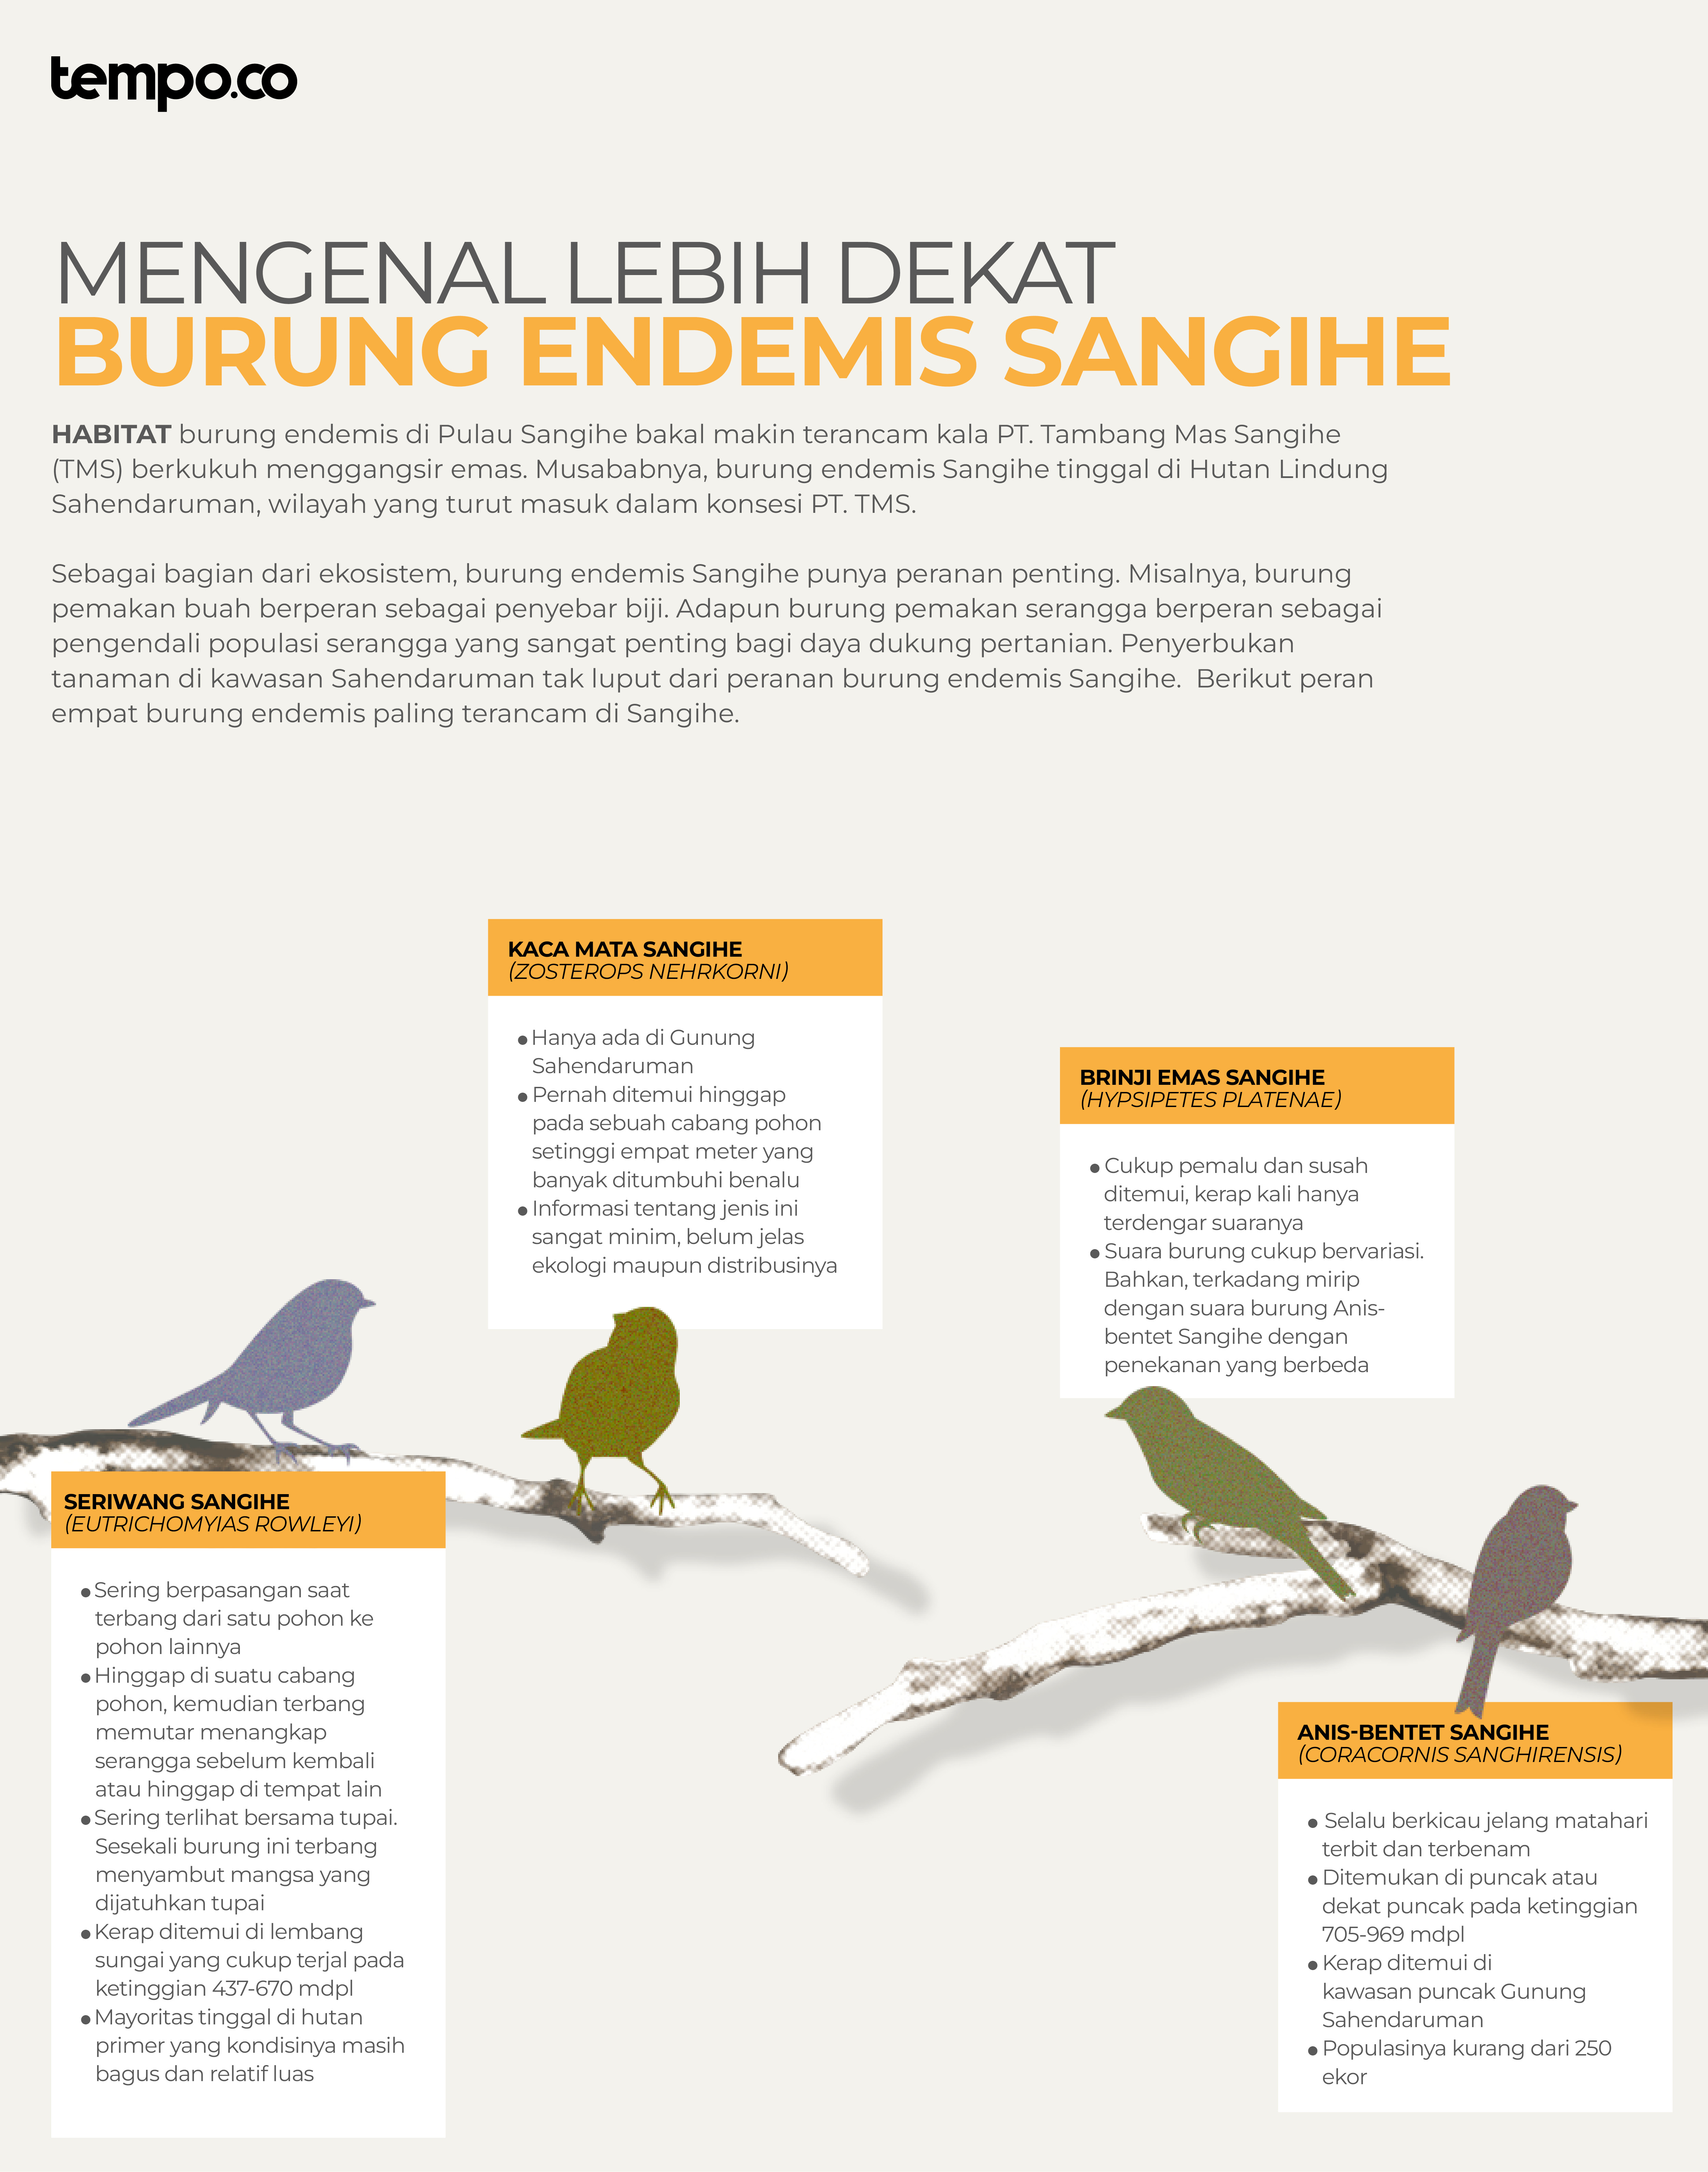 tempo.co
MENGENAL LEBIH DEKAT
BURUNG ENDEMIS SANGIHE
HABITAT burung endemis di Pulau Sangihe bakal makin terancam kala PT. Tambang Mas Sangihe
(TMS) berkukuh menggangsir emas. Musababnya, burung endemis Sangihe tinggal di Hutan Lindung
Sahendaruman, wilayah yang turut masuk dalam konsesi PT. TMS.
Sebagai bagian dari ekosistem, burung endemis Sangihe punya peranan penting. Misalnya, burung
pemakan buah berperan sebagai penyebar biji. Adapun burung pemakan serangga berperan sebagai
pengendali populasi serangga yang sangat penting bagi daya dukung pertanian. Penyerbukan
tanaman di kawasan Sahendaruman tak luput dari peranan burung endemis Sangihe.  Berikut peran
empat burung endemis paling terancam di Sangihe.
KACA MATA SANGIHE
(ZOSTEROPS NEHRKORNI)
● Hanya ada di Gunung
Sahendaruman
● Pernah ditemui hinggap
pada sebuah cabang pohon
setinggi empat meter yang
banyak ditumbuhi benalu
● Informasi tentang jenis ini
sangat minim, belum jelas
ekologi maupun distribusinya
BRINJI EMAS SANGIHE
(HYPSIPETES PLATENAE)
● Cukup pemalu dan susah
ditemui, kerap kali hanya
terdengar suaranya
● Suara burung cukup bervariasi.
Bahkan, terkadang mirip
dengan suara burung Anis-
bentet Sangihe dengan
penekanan yang berbeda
SERIWANG SANGIHE
(EUTRICHOMYIAS ROWLEYI)
● Sering berpasangan saat
terbang dari satu pohon ke
pohon lainnya
● Hinggap di suatu cabang
pohon, kemudian terbang
memutar menangkap
serangga sebelum kembali
atau hinggap di tempat lain
● Sering terlihat bersama tupai.
Sesekali burung ini terbang
menyambut mangsa yang
dijatuhkan tupai
● Kerap ditemui di lembang
sungai yang cukup terjal pada
ketinggian 437-670 mdpl
● Mayoritas tinggal di hutan
primer yang kondisinya masih
bagus dan relatif luas
ANIS-BENTET SANGIHE
(CORACORNIS SANGHIRENSIS)
● Selalu berkicau jelang matahari
terbit dan terbenam
● Ditemukan di puncak atau
dekat puncak pada ketinggian
705-969 mdpl
● Kerap ditemui di
kawasan puncak Gunung
Sahendaruman
● Populasinya kurang dari 250
ekor